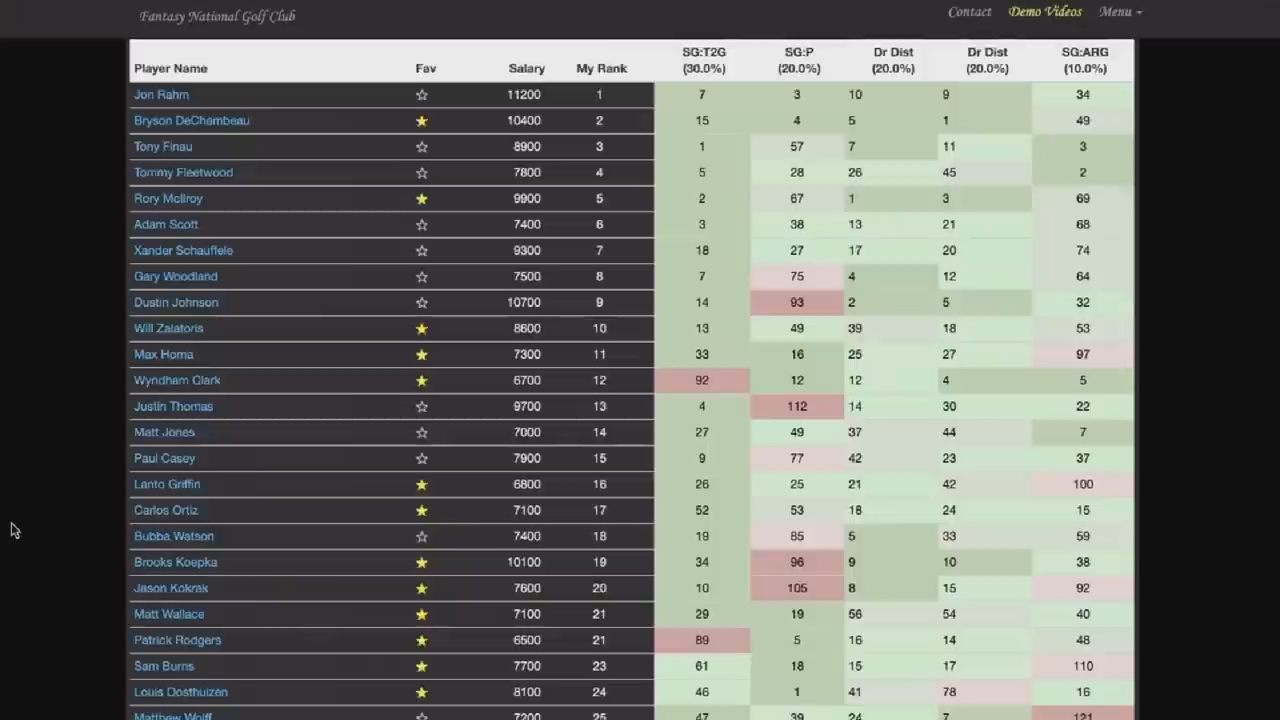 Fantasy National Golf Club Contact Demo Videos Menu
SG:T2G SG:P Dr Dist Dr Dist SG:ARG
Player Name Fav Salary My Rank (30.0%) (20.0%) (20.0%) (20.0%) (10.0%)
Jon Rahm 11200 1 7 3 10 9 34
Bryson DeChambeau 10400 2 15 4 5 1 49
Tony Finau 8900 3 1 57 7 11 3
Tommy Fleetwood 7800 4 5 28 26 45 2
Rory McIlroy 9900 5 2 67 1 3 69
Adam Scott 7400 6 3 38 13 21 68
Xander Schauffele 9300 7 18 27 17 20 74
Gary Woodland 7500 8 7 75 4 12 64
Dustin Johnson 10700 9 14 93 2 5 32
Will Zalatoris 8600 10 13 49 39 18 53
Max Homa 7300 11 33 16 25 27 97
Wyndham Clark 6700 12 92 12 12 4 5
Justin Thomas 9700 13 4 112 14 30 22
Matt Jones 7000 14 27 49 37 44 7
Paul Casey 7900 15 9 77 42 23 37
Lanto Griffin 6800 16 26 25 21 42 100
Carlos Ortiz 7100 17 52 53 18 24 15
Bubba Watson 7400 18 19 85 5 33 59
Brooks Koepka 10100 19 34 96 9 10 38
Jason Kokrak 7600 20 10 105 8 15 92
Matt Wallace 7100 21 29 19 56 54 40
Patrick Rodgers 6500 21 89 5 16 14 48
Sam Burns 7700 23 61 18 15 17 110
Louis Oosthuizen 8100 24 46 1 41 78 16
Matthew Wolff 7200 25 47 39 24 7 121